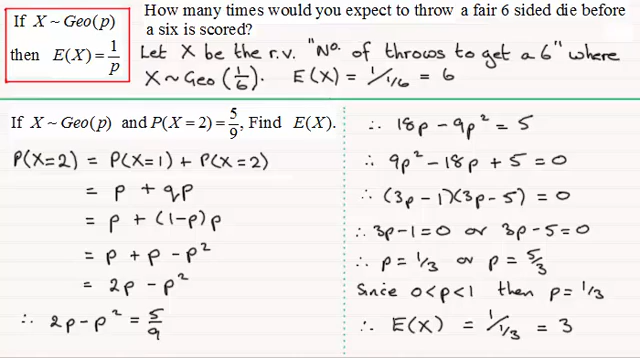 If X ~ Geo(p)
then E(X) = 1/p
How many times would you expect to throw a fair 6 sided die before
a six is scored?
Let X be the r.v. "No. of throws to get a 6" where
X ~ Geo (1/6). E(X) = 1/1/6 = 6
If X ~ Geo(p) and P(X = 2) = 5/9, Find E(X).
P(X=2) = P(X=1) + P(X=2)
= p + qp
= p + (1-p)p
= p + p - p²
= 2p - p²
∴ 2p - p² = 5/9
∴ 18p - 9p² = 5
∴ 9p² - 18p + 5 = 0
∴ (3p - 1)(3p - 5) = 0
∴ 3p - 1 = 0 or 3p - 5 = 0
∴ p = 1/3 or p = 5/3
Since 0 < p < 1 then p = 1/3
∴ E(X) = 1/1/3 = 3